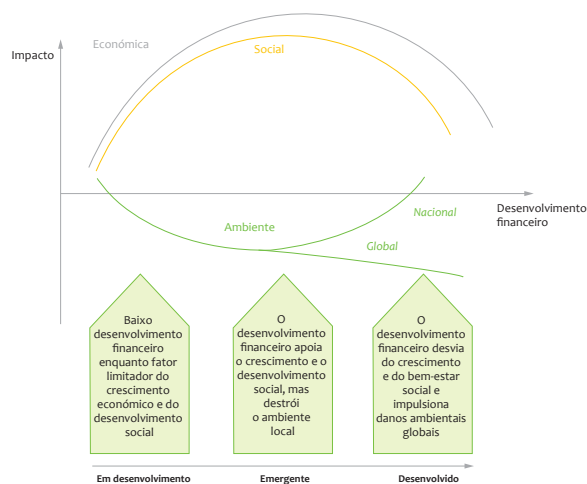 Económica
Impacto
Social
Desenvolvimento
financeiro
Nacional
Ambiente
Global
Baixo
desenvolvimento
financeiro
enquanto fator
limitador do
crescimento
económico e do
desenvolvimento
social
O
desenvolvimento
financeiro apoia
o crescimento e o
desenvolvimento
social, mas
destrói
o ambiente
local
O
desenvolvimento
financeiro desvia
do crescimento
e do bem-estar
social e
impulsiona
danos ambientais
globais
Em desenvolvimento
Emergente
Desenvolvido